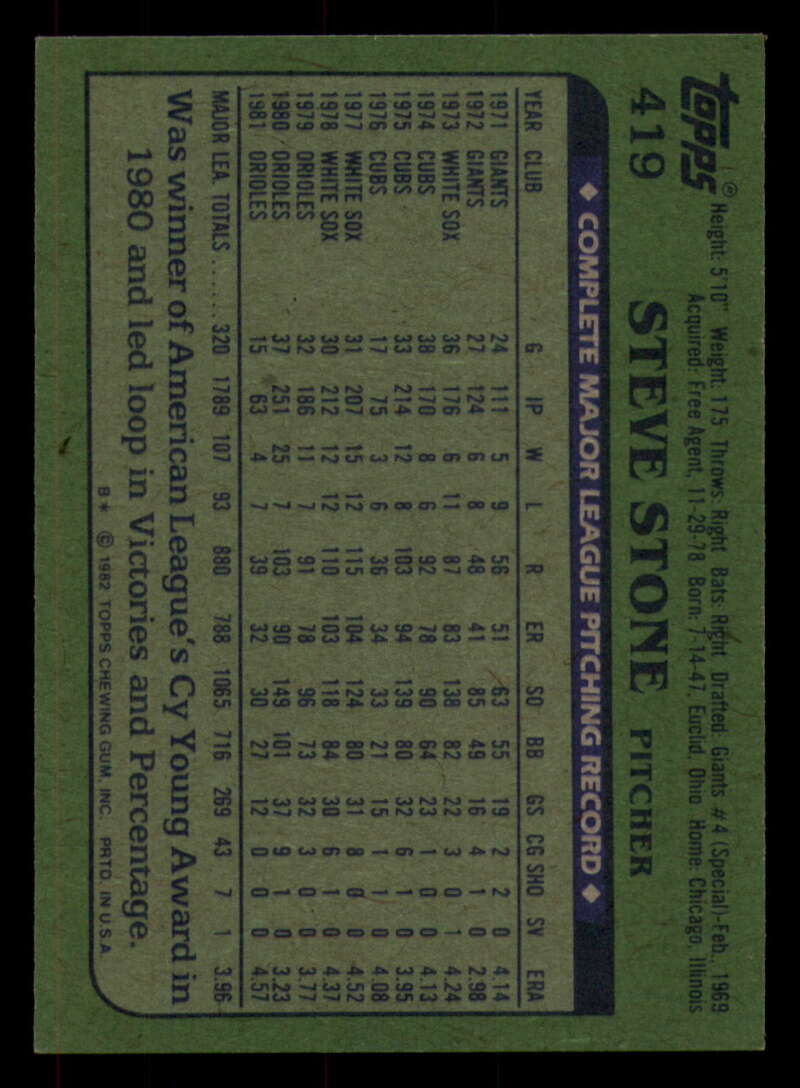 Topps®
Height: 5'10" Weight: 175 Throws: Right Bats: Right Drafted: Giants #4 (Special)-Feb., 1969
Acquired: Free Agent, 11-29-78 Born: 7-14-47, Euclid, Ohio Home: Chicago, Illinois
419 STEVE STONE PITCHER
◆ COMPLETE MAJOR LEAGUE PITCHING RECORD ◆
YEAR CLUB G IP W L R ER SO BB GS CG SHO SV ERA
1971 GIANTS 24 111 5 9 56 51 63 55 19 2 2 0 4.14
1972 GIANTS 27 124 6 8 48 41 85 49 16 4 1 0 2.98
1973 WHITE SOX 36 176 6 11 87 83 138 82 22 3 0 1 4.24
1974 CUBS 38 170 8 6 92 78 90 64 23 1 0 0 4.13
1975 CUBS 33 214 12 8 103 94 139 80 32 6 1 0 3.95
1976 CUBS 17 75 3 6 36 34 33 21 15 1 1 0 4.08
1977 WHITE SOX 31 207 15 12 115 104 124 80 31 8 0 0 4.52
1978 WHITE SOX 30 212 12 12 110 103 118 84 30 6 1 0 4.37
1979 ORIOLES 32 186 11 7 91 78 96 73 32 3 0 0 3.77
1980 ORIOLES 37 251 25 7 103 90 149 101 37 9 1 0 3.23
1981 ORIOLES 15 63 4 7 39 32 30 27 12 0 0 0 4.57
MAJOR LEA. TOTALS ...... 320 1789 107 93 880 788 1065 716 269 43 7 1 3.96
Was winner of American League's Cy Young Award in
1980 and led loop in Victories and Percentage.
B* © 1982 TOPPS CHEWING GUM, INC. PRTD. IN U.S.A.